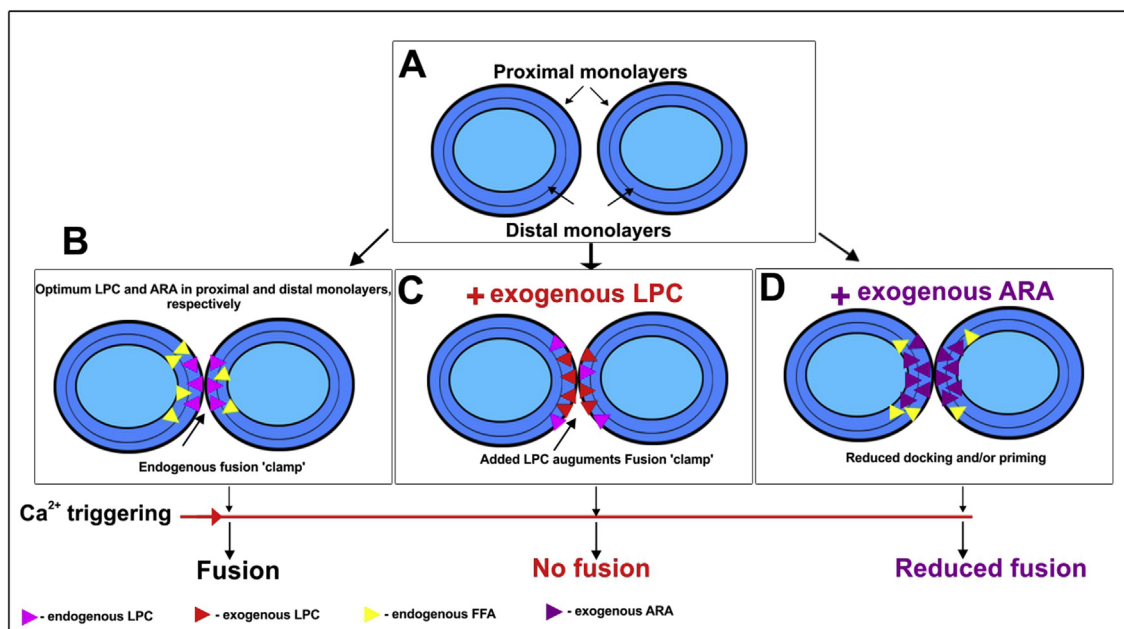 A
Proximal monolayers
Distal monolayers
B
Optimum LPC and ARA in proximal and distal monolayers,
respectively
Endogenous fusion 'clamp'
C
+ exogenous LPC
Added LPC auguments Fusion 'clamp'
D
+ exogenous ARA
Reduced docking and/or priming
Ca²⁺ triggering
Fusion
No fusion
Reduced fusion
- endogenous LPC
- exogenous LPC
- endogenous FFA
- exogenous ARA